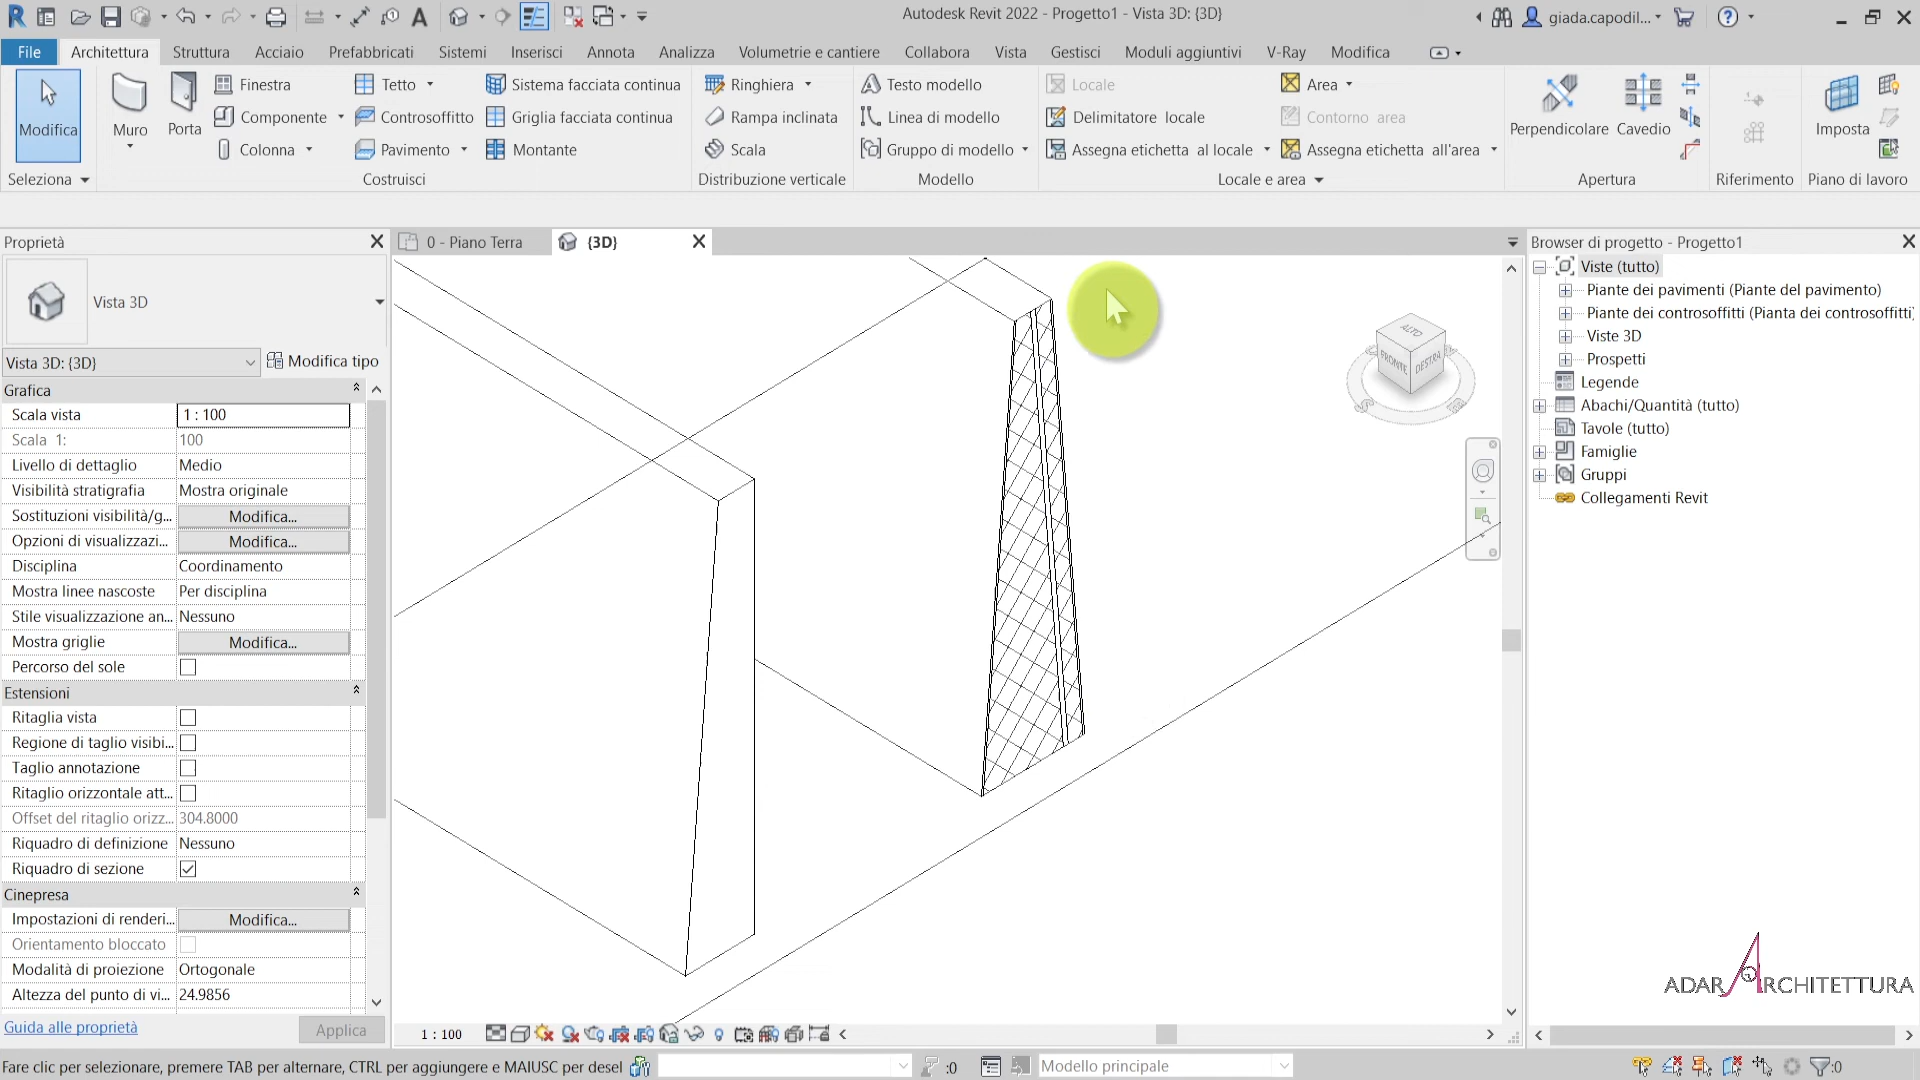 Autodesk Revit 2022 - Progetto1 - Vista 3D: {3D}
giada.capodil...
File
Architettura
Struttura
Acciaio
Prefabbricati
Sistemi
Inserisci
Annota
Analizza
Volumetrie e cantiere
Collabora
Vista
Gestisci
Moduli aggiuntivi
V-Ray
Modifica
Modifica
Muro
Porta
Finestra
Componente
Colonna
Tetto
Controsoffitto
Pavimento
Sistema facciata continua
Griglia facciata continua
Montante
Ringhiera
Rampa inclinata
Scala
Testo modello
Linea di modello
Gruppo di modello
Locale
Delimitatore locale
Assegna etichetta al locale
Area
Contorno area
Assegna etichetta all'area
Perpendicolare
Cavedio
Imposta
Seleziona
Costruisci
Distribuzione verticale
Modello
Locale e area
Apertura
Riferimento
Piano di lavoro
Proprietà
Vista 3D
Vista 3D: {3D}
Modifica tipo
Grafica
Scala vista 1 : 100
Scala 1: 100
Livello di dettaglio Medio
Visibilità stratigrafia Mostra originale
Sostituzioni visibilità/g... Modifica...
Opzioni di visualizzazi... Modifica...
Disciplina Coordinamento
Mostra linee nascoste Per disciplina
Stile visualizzazione an... Nessuno
Mostra griglie Modifica...
Percorso del sole
Estensioni
Ritaglia vista
Regione di taglio visibi...
Taglio annotazione
Ritaglio orizzontale att...
Offset del ritaglio orizz... 304.8000
Riquadro di definizione Nessuno
Riquadro di sezione
Cinepresa
Impostazioni di renderi... Modifica...
Orientamento bloccato
Modalità di proiezione Ortogonale
Altezza del punto di vi... 24.9856
Guida alle proprietà
Applica
0 - Piano Terra
{3D}
ALTO
FRONTE
DESTRA
1 : 100
Browser di progetto - Progetto1
Viste (tutto)
Piante dei pavimenti (Piante del pavimento)
Piante dei controsoffitti (Pianta dei controsoffitti)
Viste 3D
Prospetti
Legende
Abachi/Quantità (tutto)
Tavole (tutto)
Famiglie
Gruppi
Collegamenti Revit
ADARARCHITETTURA
Fare clic per selezionare, premere TAB per alternare, CTRL per aggiungere e MAIUSC per desel
:0
Modello principale
:0